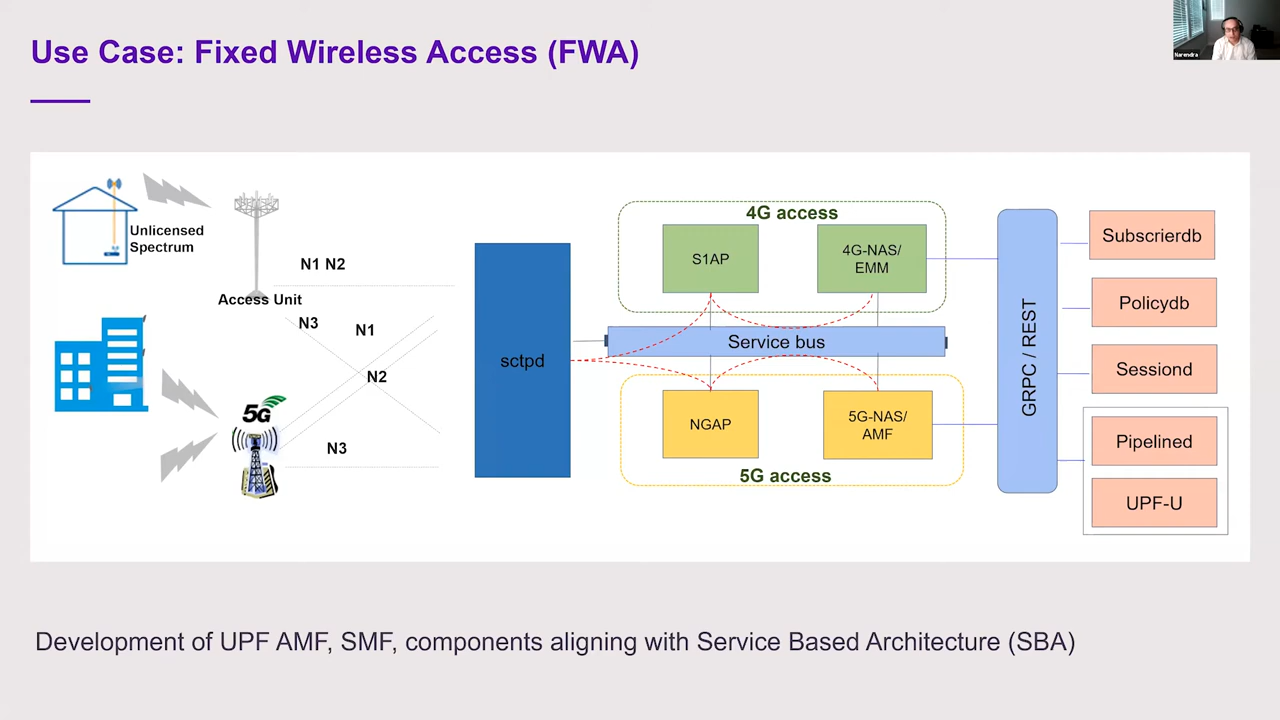 Use Case: Fixed Wireless Access (FWA)
Narendra
Unlicensed
Spectrum
Access Unit
N1 N2
N3
N1
N2
N3
5G
sctpd
4G access
S1AP
4G-NAS/
EMM
Service bus
NGAP
5G-NAS/
AMF
5G access
GRPC / REST
Subscrierdb
Policydb
Sessiond
Pipelined
UPF-U
Development of UPF AMF, SMF, components aligning with Service Based Architecture (SBA)